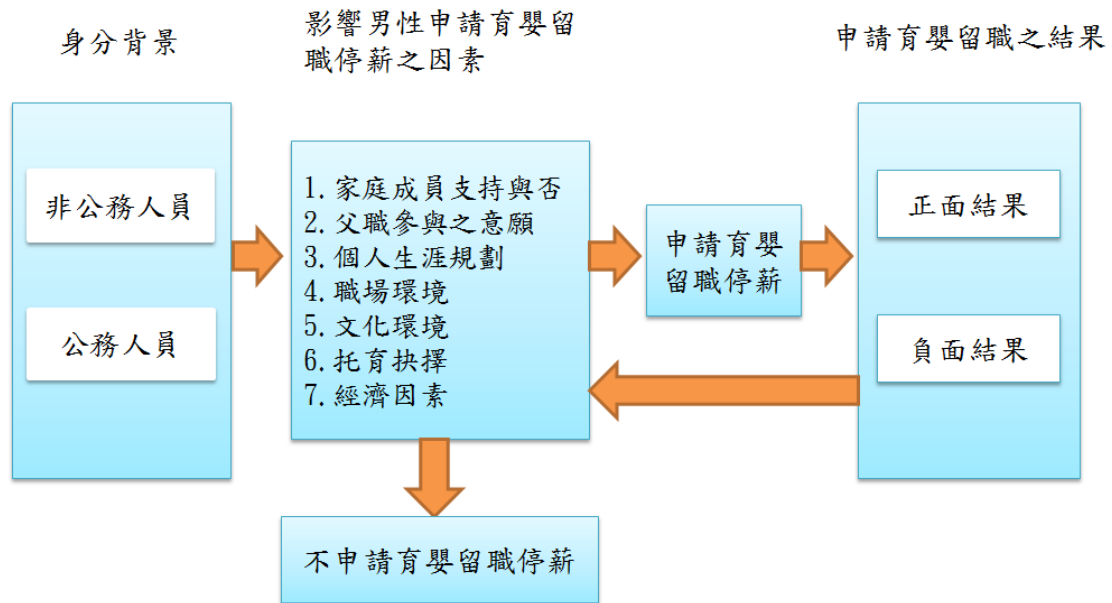 身分背景
影響男性申請育嬰留
職停薪之因素
申請育嬰留職之結果
非公務人員
公務人員
1. 家庭成員支持與否
2. 父職參與之意願
3. 個人生涯規劃
4. 職場環境
5. 文化環境
6. 托育抉擇
7. 經濟因素
申請育嬰
留職停薪
正面結果
負面結果
不申請育嬰留職停薪